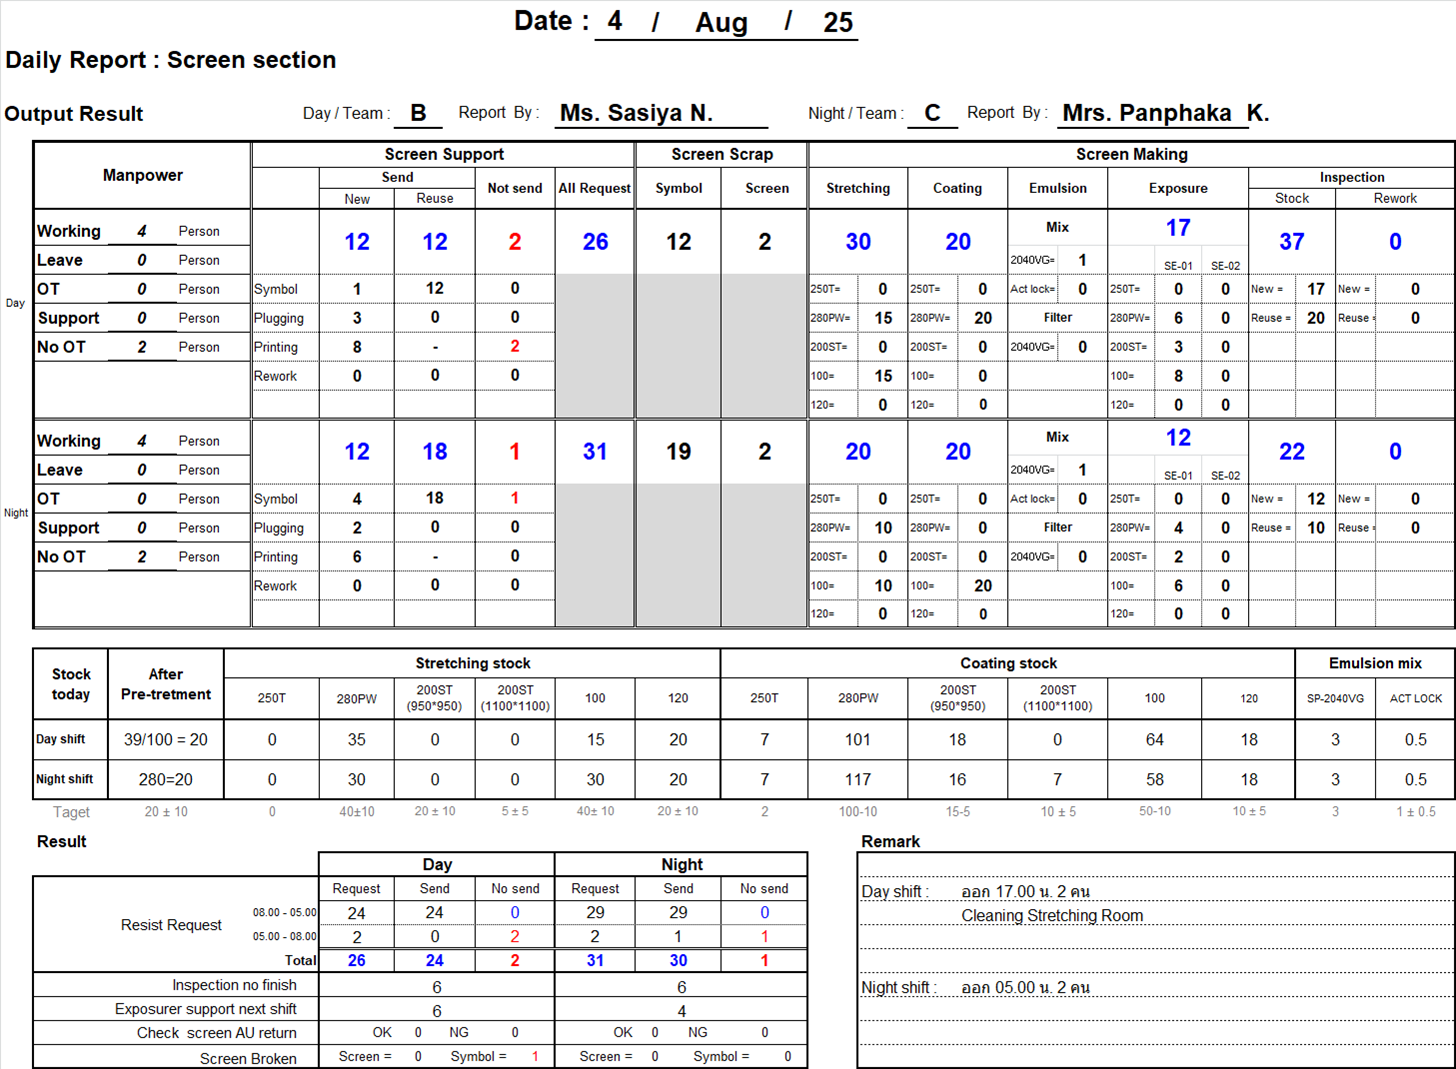 Date : 4 / Aug / 25
Daily Report : Screen section
Output Result Day / Team : B Report By : Ms. Sasiya N. Night / Team : C Report By : Mrs. Panphaka K.
Manpower Screen Support Screen Scrap Screen Making
Send Not send All Request Symbol Screen Stretching Coating Emulsion Exposure Inspection
New Reuse Stock Rework
Day
Working 4 Person 12 12 2 26 12 2 30 20 Mix 17 37 0
Leave 0 Person 2040VG= 1 SE-01 SE-02
OT 0 Person Symbol 1 12 0 250T= 0 250T= 0 Act lock= 0 250T= 0 0 New = 17 New = 0
Support 0 Person Plugging 3 0 0 280PW= 15 280PW= 20 Filter 280PW= 6 0 Reuse = 20 Reuse = 0
No OT 2 Person Printing 8 - 2 200ST= 0 200ST= 0 2040VG= 0 200ST= 3 0
Rework 0 0 0 100= 15 100= 0 100= 8 0
120= 0 120= 0 120= 0 0
Night
Working 4 Person 12 18 1 31 19 2 20 20 Mix 12 22 0
Leave 0 Person 2040VG= 1 SE-01 SE-02
OT 0 Person Symbol 4 18 1 250T= 0 250T= 0 Act lock= 0 250T= 0 0 New = 12 New = 0
Support 0 Person Plugging 2 0 0 280PW= 10 280PW= 0 Filter 280PW= 4 0 Reuse = 10 Reuse = 0
No OT 2 Person Printing 6 - 0 200ST= 0 200ST= 0 2040VG= 0 200ST= 2 0
Rework 0 0 0 100= 10 100= 20 100= 6 0
120= 0 120= 0 120= 0 0
Stock today After Pre-tretment Stretching stock Coating stock Emulsion mix
250T 280PW 200ST (950*950) 200ST (1100*1100) 100 120 250T 280PW 200ST (950*950) 200ST (1100*1100) 100 120 SP-2040VG ACT LOCK
Day shift 39/100 = 20 0 35 0 0 15 20 7 101 18 0 64 18 3 0.5
Night shift 280=20 0 30 0 0 30 20 7 117 16 7 58 18 3 0.5
Taget 20 ± 10 0 40±10 20 ± 10 5 ± 5 40± 10 20 ± 10 2 100-10 15-5 10 ± 5 50-10 10 ± 5 3 1 ± 0.5
Result
Day Night
Request Send No send Request Send No send
Resist Request
08.00 - 05.00 24 24 0 29 29 0
05.00 - 08.00 2 0 2 2 1 1
Total 26 24 2 31 30 1
Inspection no finish 6 6
Exposurer support next shift 6 4
Check screen AU return OK 0 NG 0 OK 0 NG 0
Screen Broken Screen = 0 Symbol = 1 Screen = 0 Symbol = 0
Remark
Day shift : ออก 17.00 น. 2 คน
Cleaning Stretching Room
Night shift : ออก 05.00 น. 2 คน